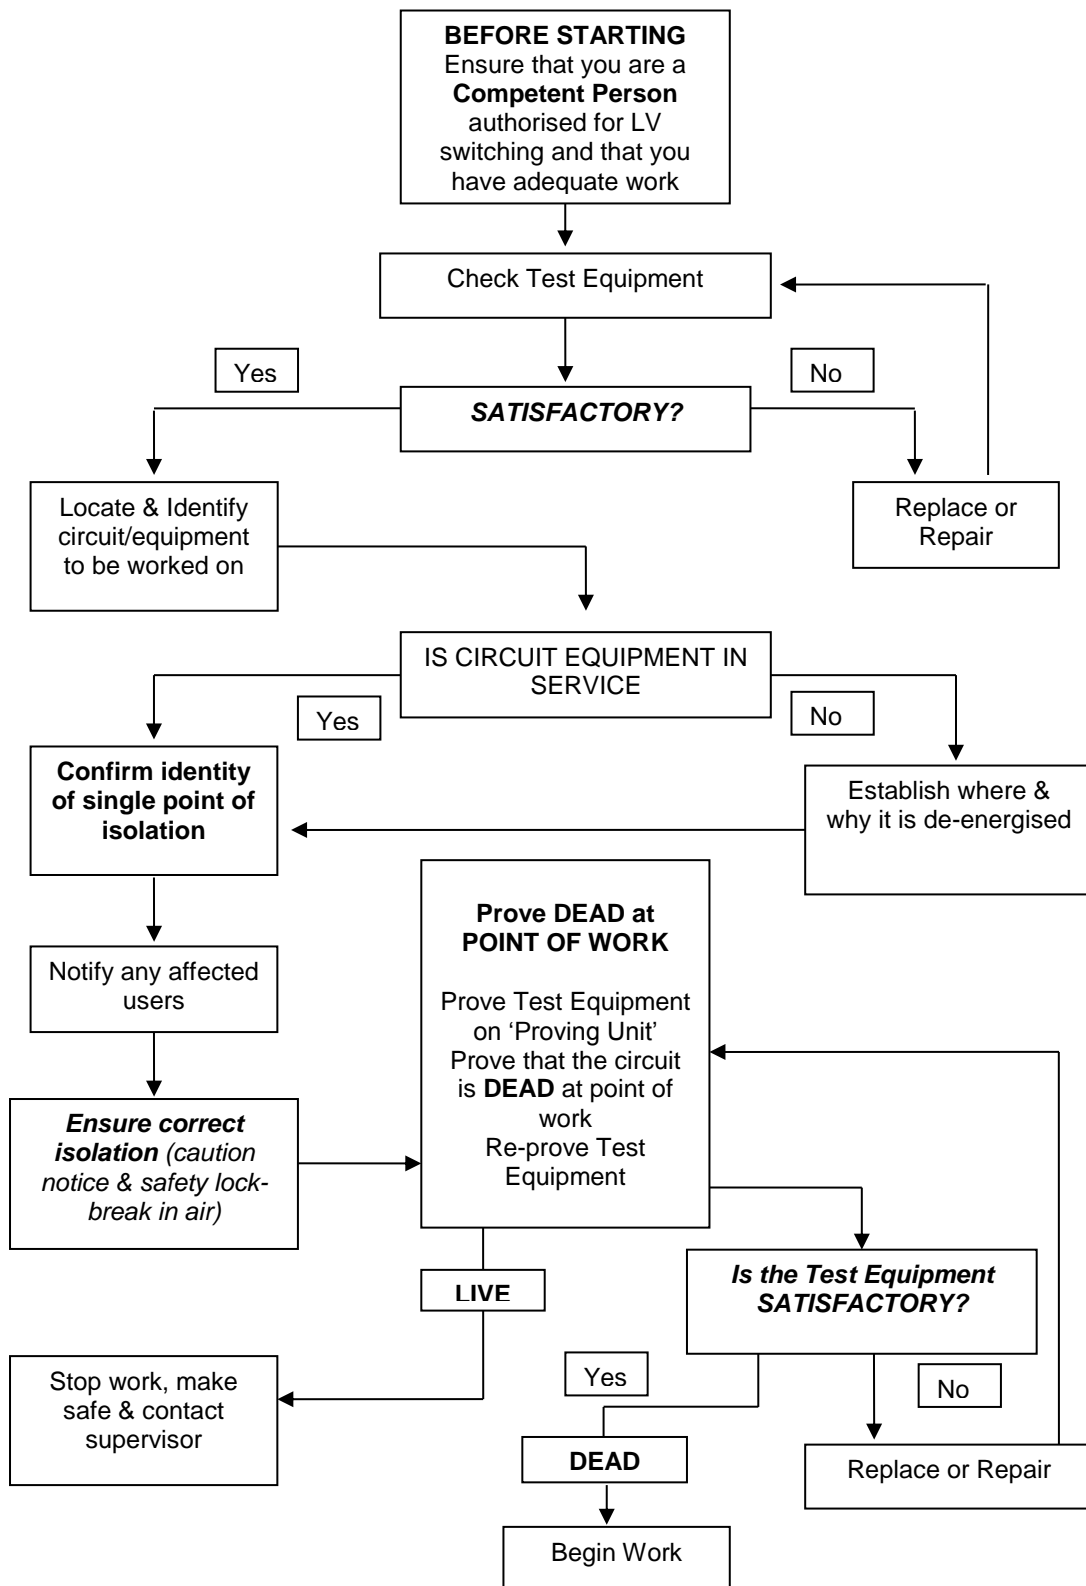 BEFORE STARTING
Ensure that you are a
Competent Person
authorised for LV
switching and that you
have adequate work
Check Test Equipment
Yes
No
SATISFACTORY?
Locate & Identify
circuit/equipment
to be worked on
Replace or
Repair
IS CIRCUIT EQUIPMENT IN
SERVICE
Yes
No
Confirm identity
of single point of
isolation
Establish where &
why it is de-energised
Prove DEAD at
POINT OF WORK
Prove Test Equipment
on ‘Proving Unit’
Prove that the circuit
is DEAD at point of
work
Re-prove Test
Equipment
Notify any affected
users
Ensure correct
isolation (caution
notice & safety lock-
break in air)
LIVE
Is the Test Equipment
SATISFACTORY?
Stop work, make
safe & contact
supervisor
Yes
No
DEAD
Replace or Repair
Begin Work